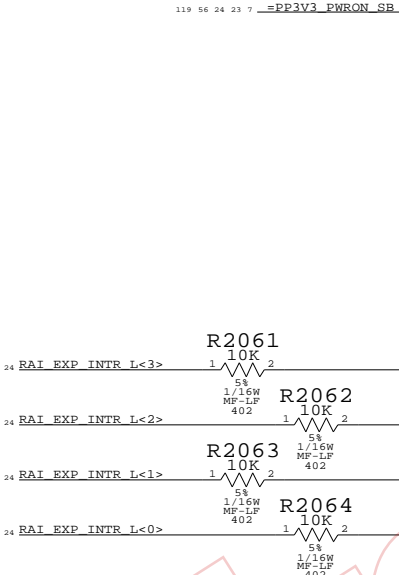 119 56 24 23 7 =PP3V3_PWRON_SB
R2061
10K
24 RAI_EXP_INTR_L<3> 1 2
5%
1/16W
MF-LF
402
R2062
10K
24 RAI_EXP_INTR_L<2> 1 2
5%
1/16W
MF-LF
402
R2063
10K
24 RAI_EXP_INTR_L<1> 1 2
5%
1/16W
MF-LF
402
R2064
10K
24 RAI_EXP_INTR_L<0> 1 2
5%
1/16W
MF-LF
402